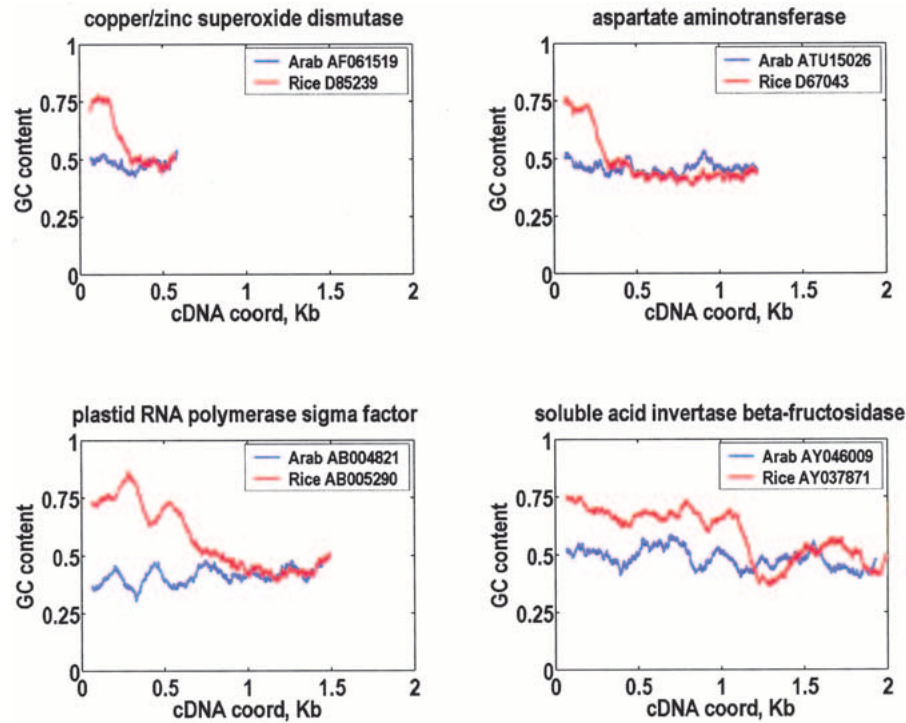 copper/zinc superoxide dismutase
1
0.75
0.5
0.25
0
GC content
Arab AF061519
Rice D85239
0 0.5 1 1.5 2
cDNA coord, Kb
aspartate aminotransferase
1
0.75
0.5
0.25
0
GC content
Arab ATU15026
Rice D67043
0 0.5 1 1.5 2
cDNA coord, Kb
plastid RNA polymerase sigma factor
1
0.75
0.5
0.25
0
GC content
Arab AB004821
Rice AB005290
0 0.5 1 1.5 2
cDNA coord, Kb
soluble acid invertase beta-fructosidase
1
0.75
0.5
0.25
0
GC content
Arab AY046009
Rice AY037871
0 0.5 1 1.5 2
cDNA coord, Kb